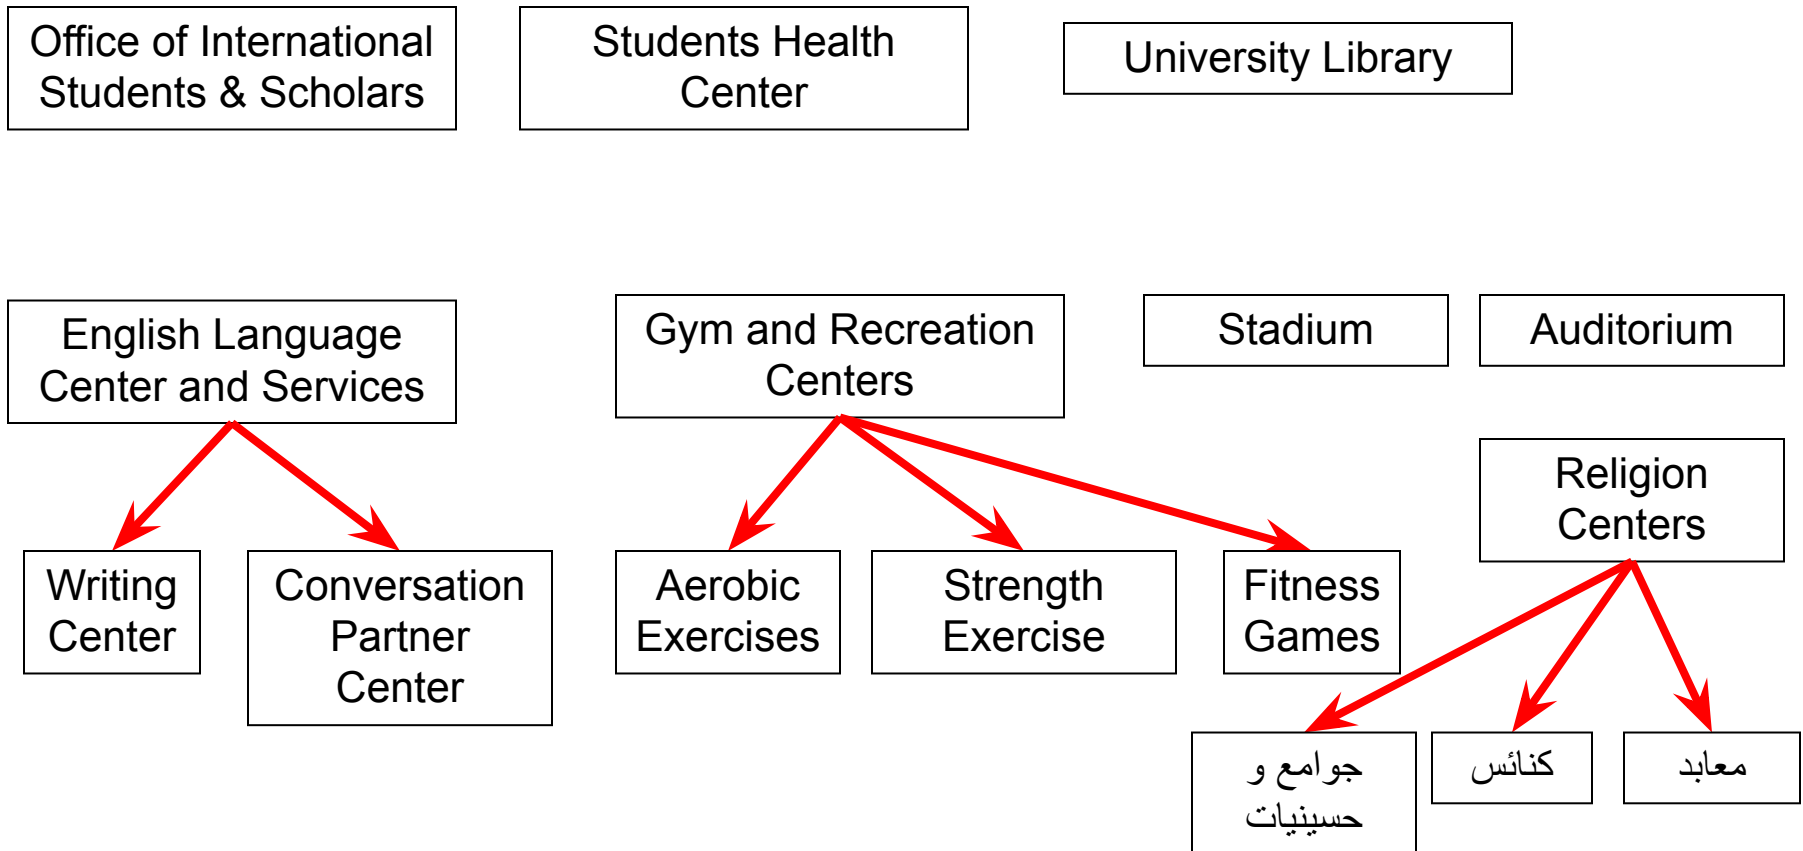 Office of International
Students & Scholars
Students Health
Center
University Library
English Language
Center and Services
Gym and Recreation
Centers
Stadium
Auditorium
Religion
Centers
Writing
Center
Conversation
Partner
Center
Aerobic
Exercises
Strength
Exercise
Fitness
Games
جوامع و
حسينيات
كنائس
معابد